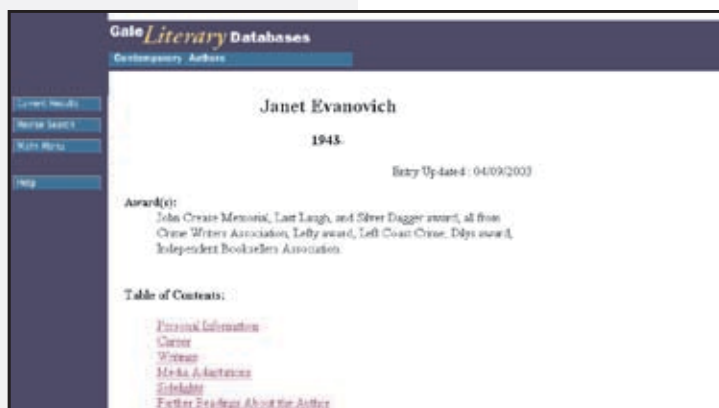 Gale Literary Databases
Contemporary Authors
Current Results
Revise Search
Main Menu
Help
Janet Evanovich
1943-
Entry Updated : 04/09/2003
Award(s):
John Crease Memorial, Last Laugh, and Silver Dagger award, all from
Crime Writers Association; Lefty award, Left Coast Crime; Dilys award,
Independent Booksellers Association.
Table of Contents:
Personal Information
Career
Writings
Media Adaptations
Sidelights
Further Readings About the Author